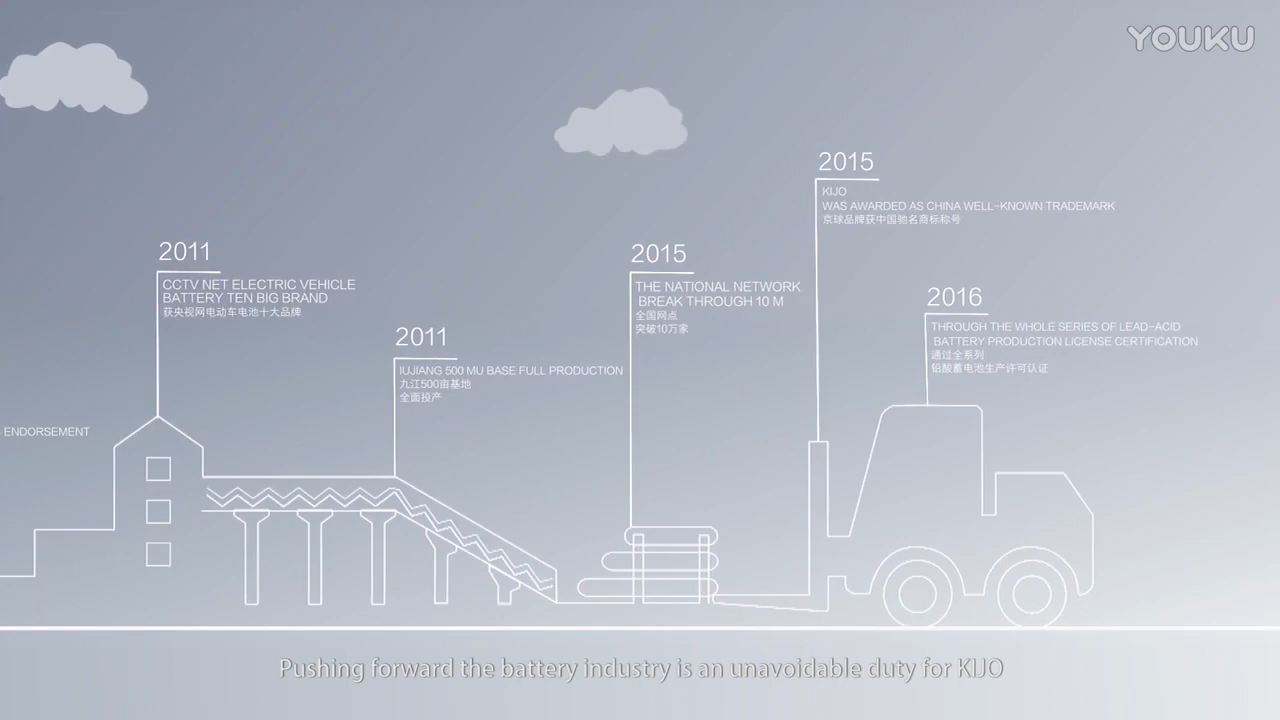 YOUKU
2015
KIJO
WAS AWARDED AS CHINA WELL-KNOWN TRADEMARK
京球品牌获中国驰名商标称号
2011
CCTV NET ELECTRIC VEHICLE
BATTERY TEN BIG BRAND
获央视网电动车电池十大品牌
2015
THE NATIONAL NETWORK
BREAK THROUGH 10 M
全国网点
突破10万家
2016
THROUGH THE WHOLE SERIES OF LEAD-ACID
BATTERY PRODUCTION LICENSE CERTIFICATION
通过全系列
铅酸蓄电池生产许可认证
2011
IUJIANG 500 MU BASE FULL PRODUCTION
九江500亩基地
全面投产
ENDORSEMENT
Pushing forward the battery industry is an unavoidable duty for KIJO